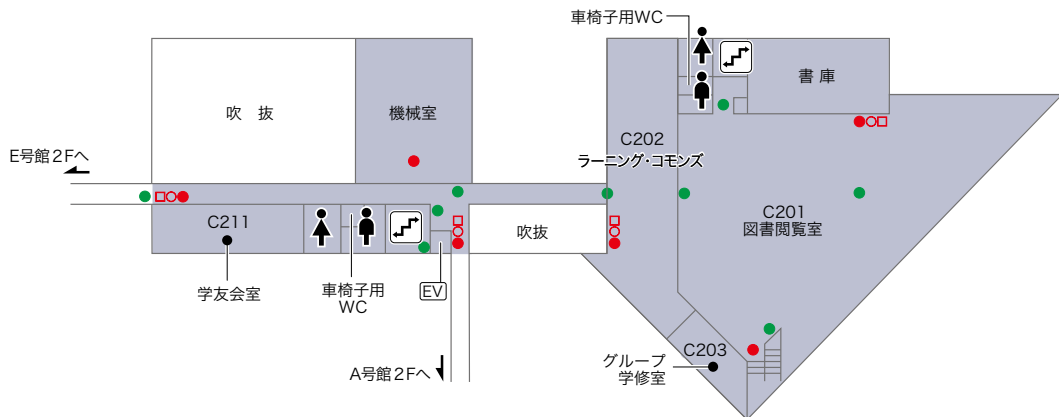 車椅子用WC
吹 抜
機械室
書 庫
C202
ラーニング・コモンズ
E号館2Fへ
C211
吹抜
C201
図書閲覧室
学友会室
車椅子用
WC
EV
C203
グループ
学修室
A号館2Fへ